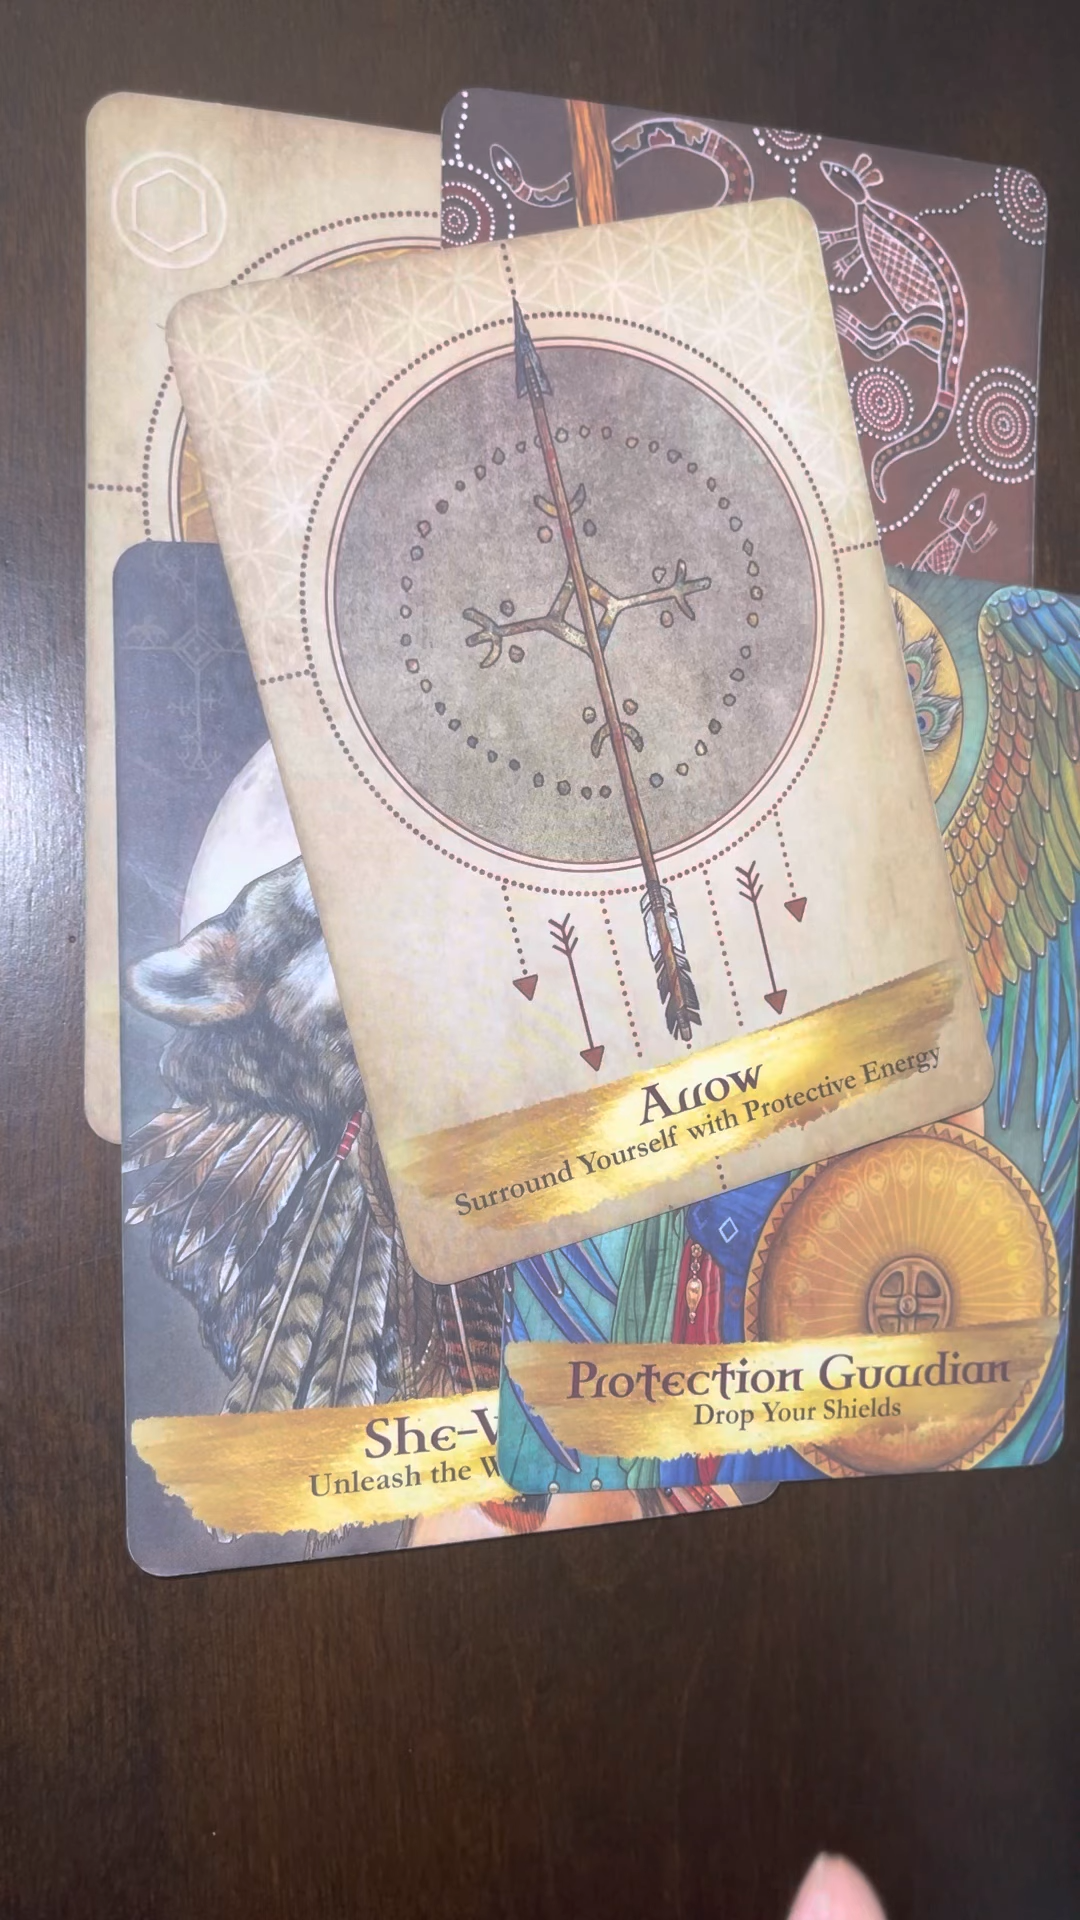 Arrow
Surround Yourself with Protective Energy
Protection Guardian
Drop Your Shields
She-
Unleash the